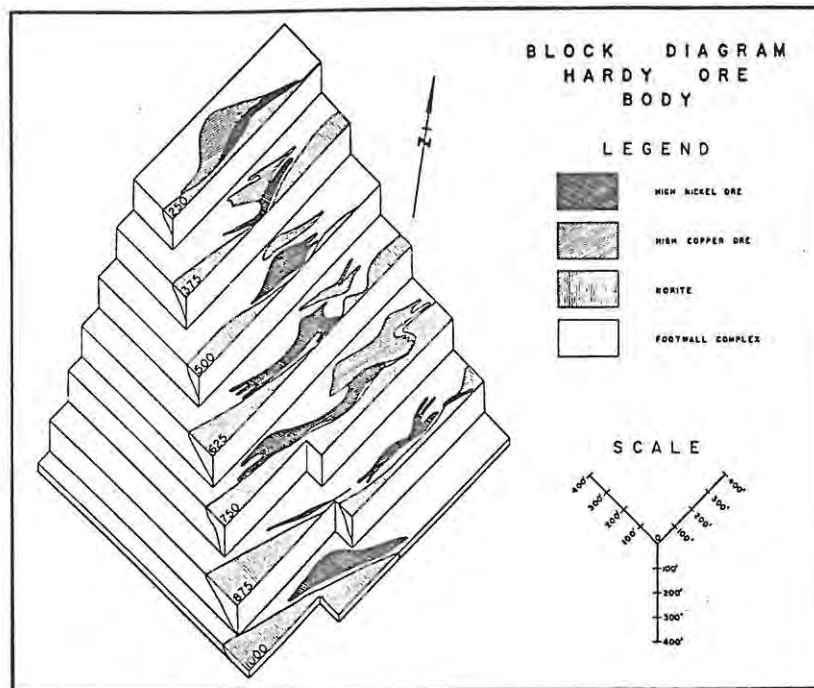 BLOCK DIAGRAM
HARDY ORE
BODY
N
LEGEND
HIGH NICKEL ORE
HIGH COPPER ORE
NORITE
FOOTWALL COMPLEX
250
375
500
625
750
875
1000
SCALE
400' 300' 200' 100' 0 100' 200' 300' 400'
100'
200'
300'
400'